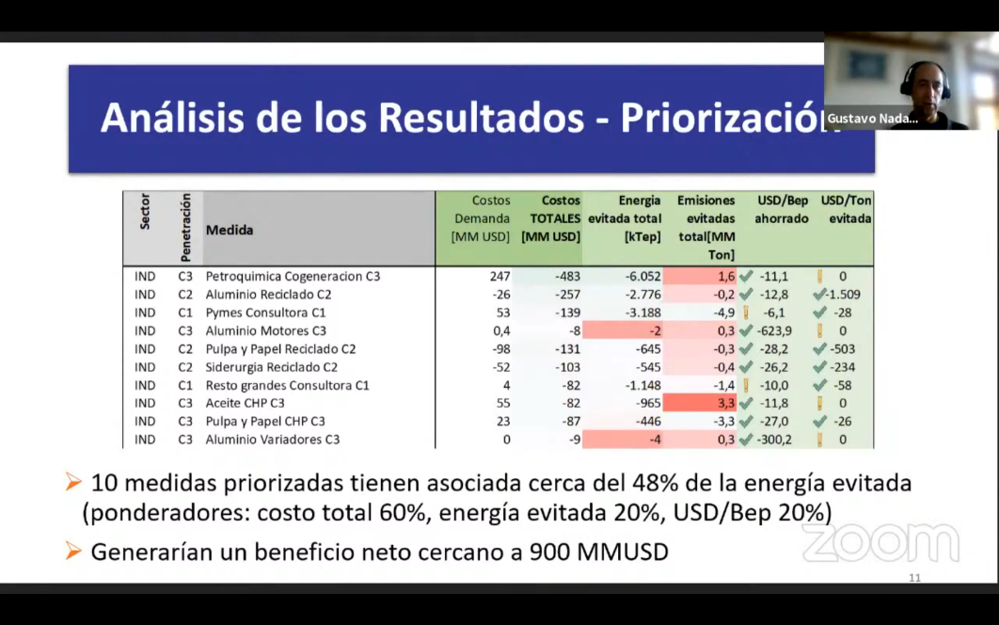 Análisis de los Resultados - Priorización
Gustavo Nada...
Sector Penetración Medida Costos Demanda [MM USD] Costos TOTALES [MM USD] Energia evitada total [kTep] Emisiones evitadas total[MM Ton] USD/Bep ahorrado USD/Ton evitada
IND C3 Petroquimica Cogeneracion C3 247 -483 -6.052 1,6 -11,1 0
IND C2 Aluminio Reciclado C2 -26 -257 -2.776 -0,2 -12,8 -1.509
IND C1 Pymes Consultora C1 53 -139 -3.188 -4,9 -6,1 -28
IND C3 Aluminio Motores C3 0,4 -8 -2 0,3 -623,9 0
IND C2 Pulpa y Papel Reciclado C2 -98 -131 -645 -0,3 -28,2 -503
IND C2 Siderurgia Reciclado C2 -52 -103 -545 -0,4 -26,2 -234
IND C1 Resto grandes Consultora C1 4 -82 -1.148 -1,4 -10,0 -58
IND C3 Aceite CHP C3 55 -82 -965 3,3 -11,8 0
IND C3 Pulpa y Papel CHP C3 23 -87 -446 -3,3 -27,0 -26
IND C3 Aluminio Variadores C3 0 -9 -4 0,3 -300,2 0
10 medidas priorizadas tienen asociada cerca del 48% de la energía evitada
(ponderadores: costo total 60%, energía evitada 20%, USD/Bep 20%)
Generarían un beneficio neto cercano a 900 MMUSD
zoom
11